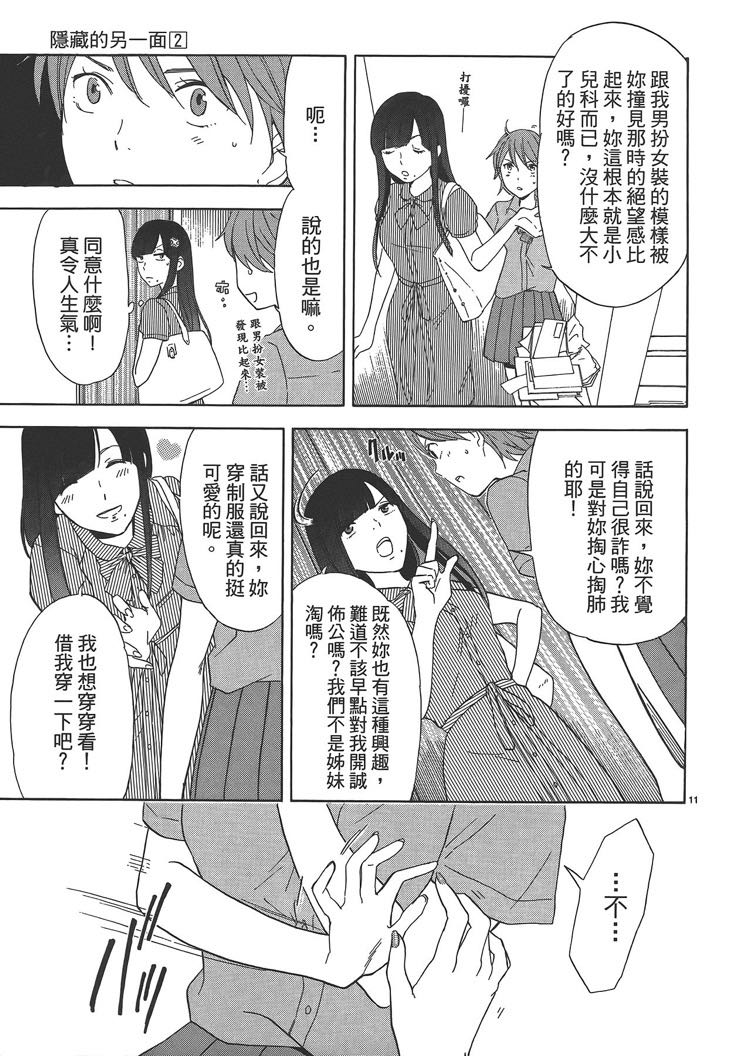 隱藏的另一面2
跟我男扮女裝的模樣被
妳撞見那時的絕望感比
起來，妳這根本就是小
兒科而已，沒什麼大不
了的好嗎？
打擾囉——
呃…
說的也是嘛。
跟男扮女裝被
發現比起來…
同意什麼啊！
真令人生氣…
話說回來，妳不覺
得自己很詐嗎？我
可是對妳掏心掏肺
的耶！
グルッ
既然妳也有這種興趣，
難道不該早點對我開誠
佈公嗎？我們不是姊妹
淘嗎？
話又說回來，妳
穿制服還真的挺
可愛的呢。
我也想穿穿看！
借我穿一下吧？
11
…不…